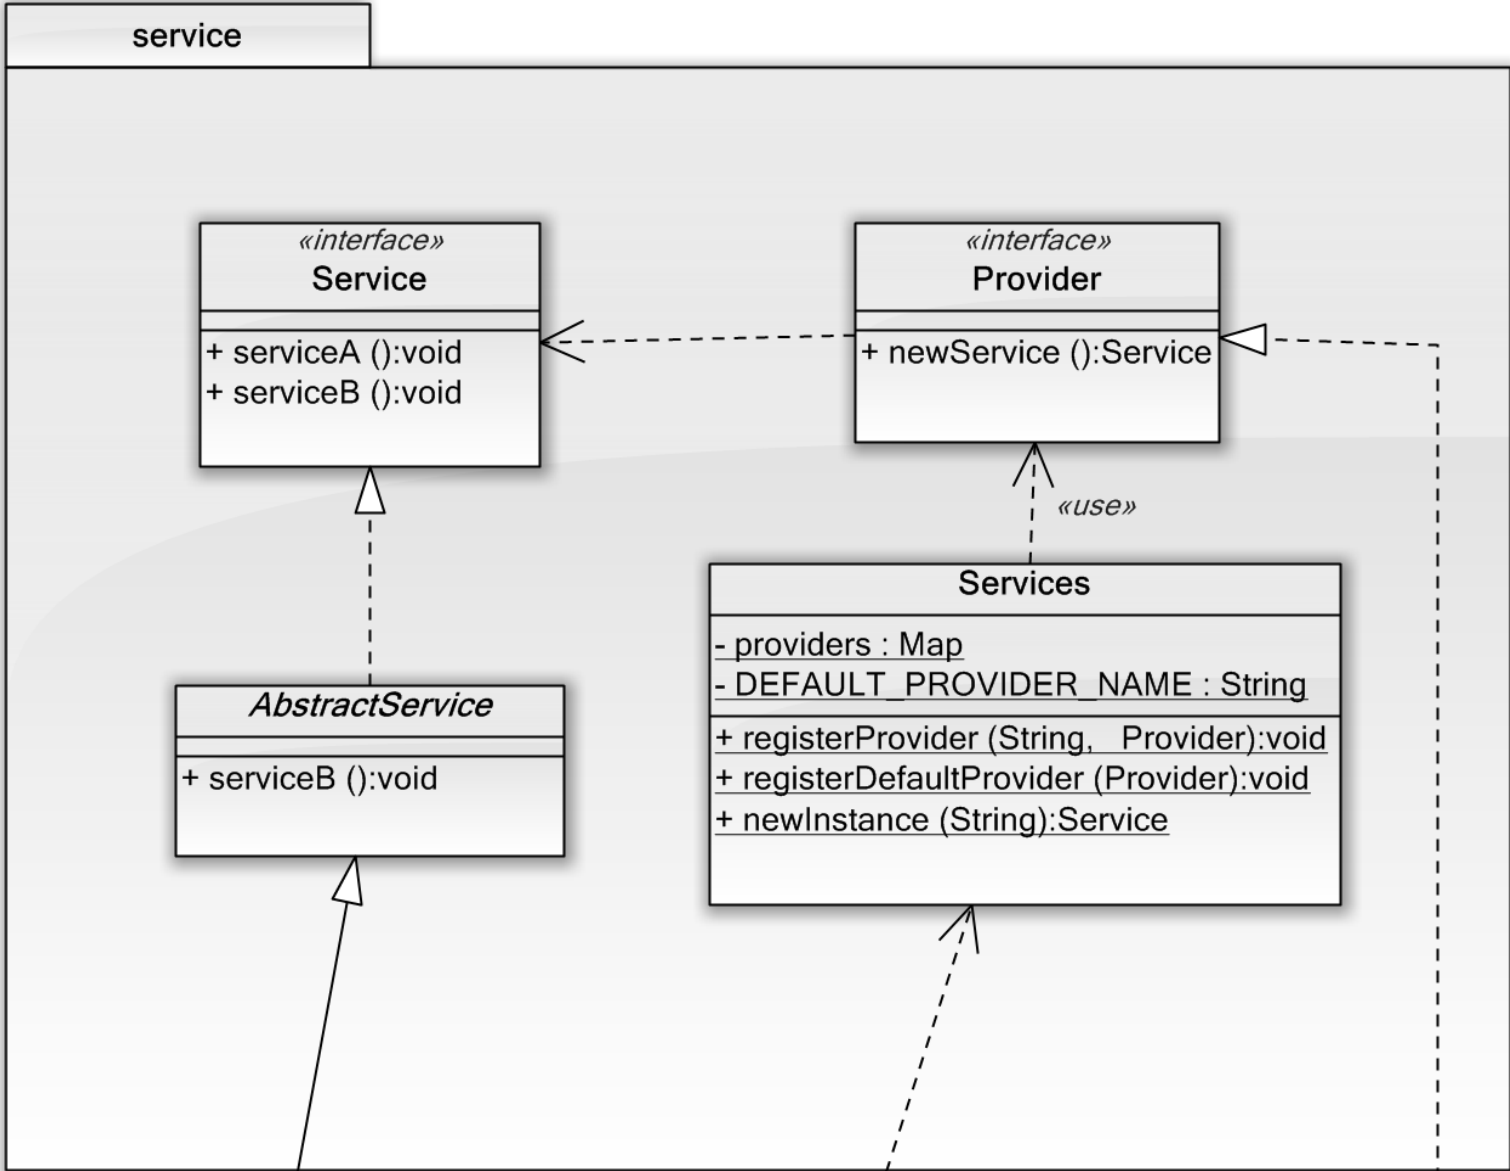 service
«interface»
Service
+ serviceA ():void
+ serviceB ():void
«interface»
Provider
+ newService ():Service
«use»
AbstractService
+ serviceB ():void
Services
- providers : Map
- DEFAULT_PROVIDER_NAME : String
+ registerProvider (String, Provider):void
+ registerDefaultProvider (Provider):void
+ newInstance (String):Service